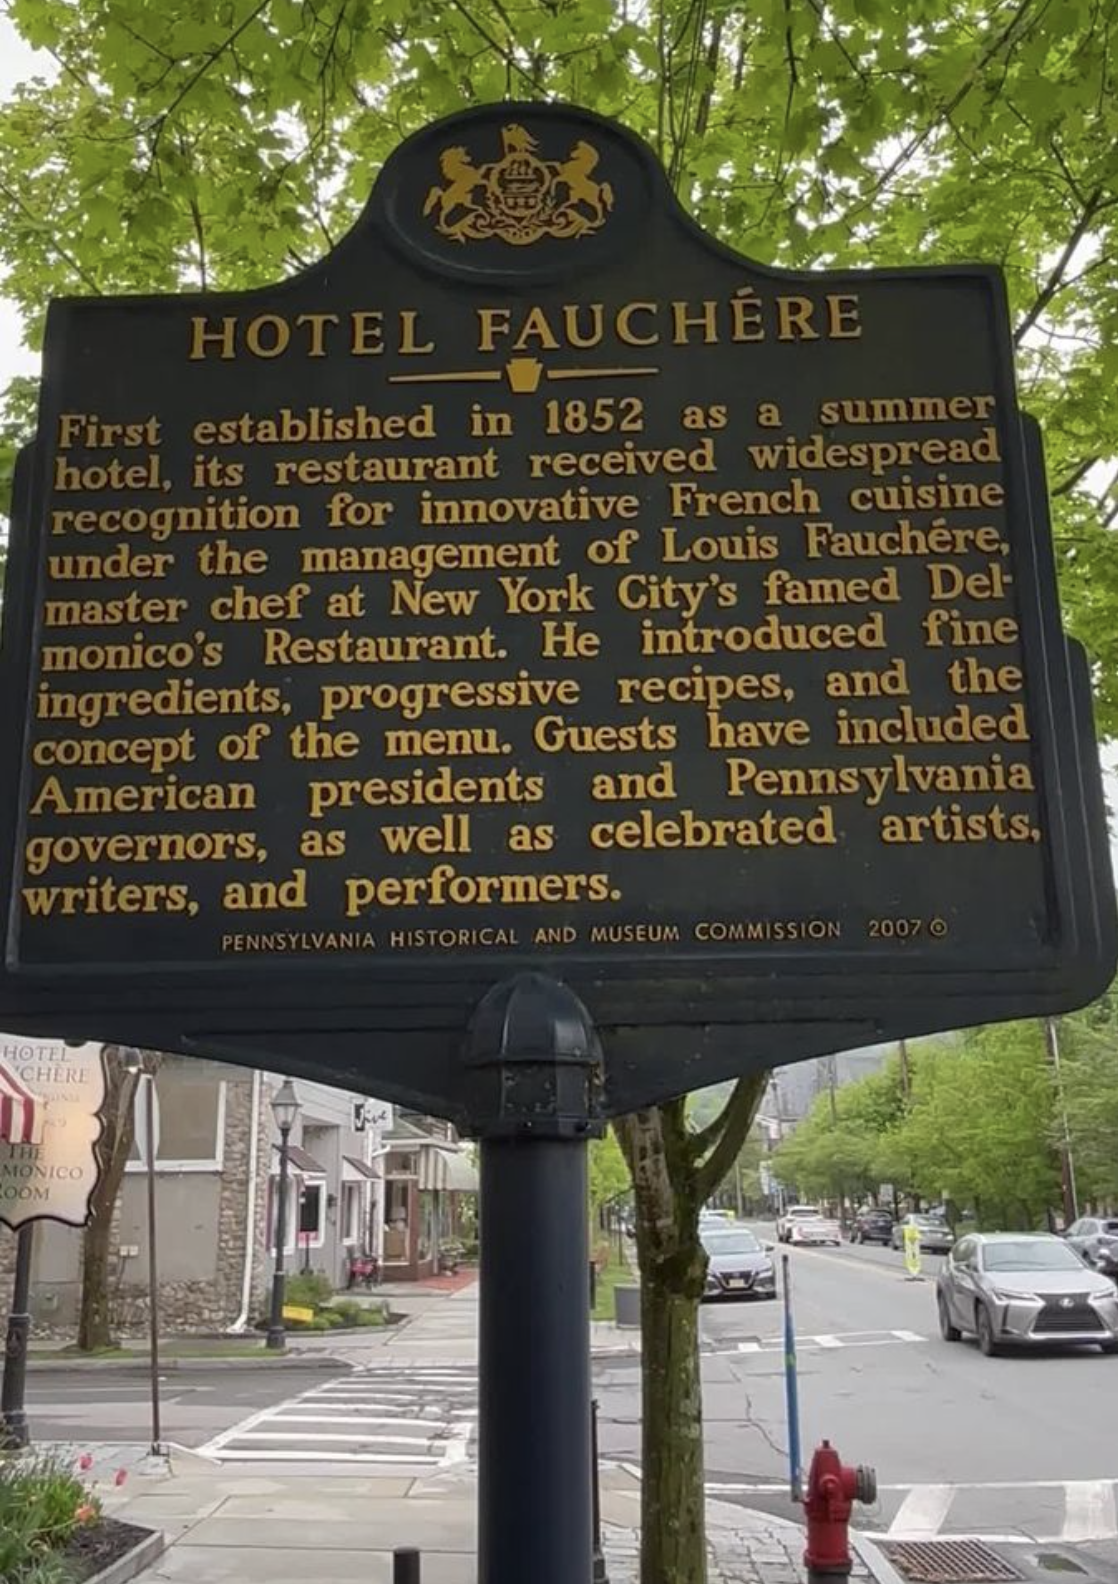 HOTEL FAUCHÉRE
First established in 1852 as a summer
hotel, its restaurant received widespread
recognition for innovative French cuisine
under the management of Louis Fauchére,
master chef at New York City's famed Del-
monico's Restaurant. He introduced fine
ingredients, progressive recipes, and the
concept of the menu. Guests have included
American presidents and Pennsylvania
governors, as well as celebrated artists,
writers, and performers.
PENNSYLVANIA HISTORICAL AND MUSEUM COMMISSION 2007 ©
HOTEL
CHÈRE
THE
MONICO
ROOM
Jive